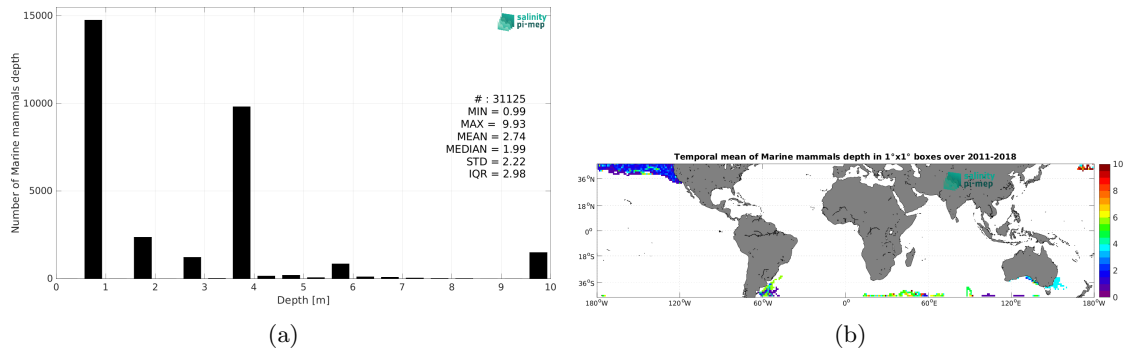 15000
10000
5000
0
Number of Marine mammals depth
salinity
pi-mep
# : 31125
MIN = 0.99
MAX = 9.93
MEAN = 2.74
MEDIAN = 1.99
STD = 2.22
IQR = 2.98
0 1 2 3 4 5 6 7 8 9 10
Depth [m]
(a)
Temporal mean of Marine mammals depth in 1°x1° boxes over 2011-2018
salinity
pi-mep
36°N
18°N
0°
18°S
36°S
180°W 120°W 60°W 0° 60°E 120°E 180°W
10
8
6
4
2
0
(b)